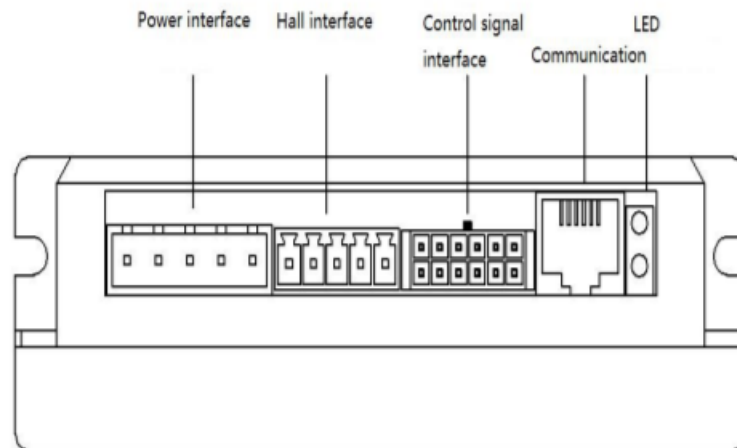 Power interface
Hall interface
Control signal
interface
Communication
LED